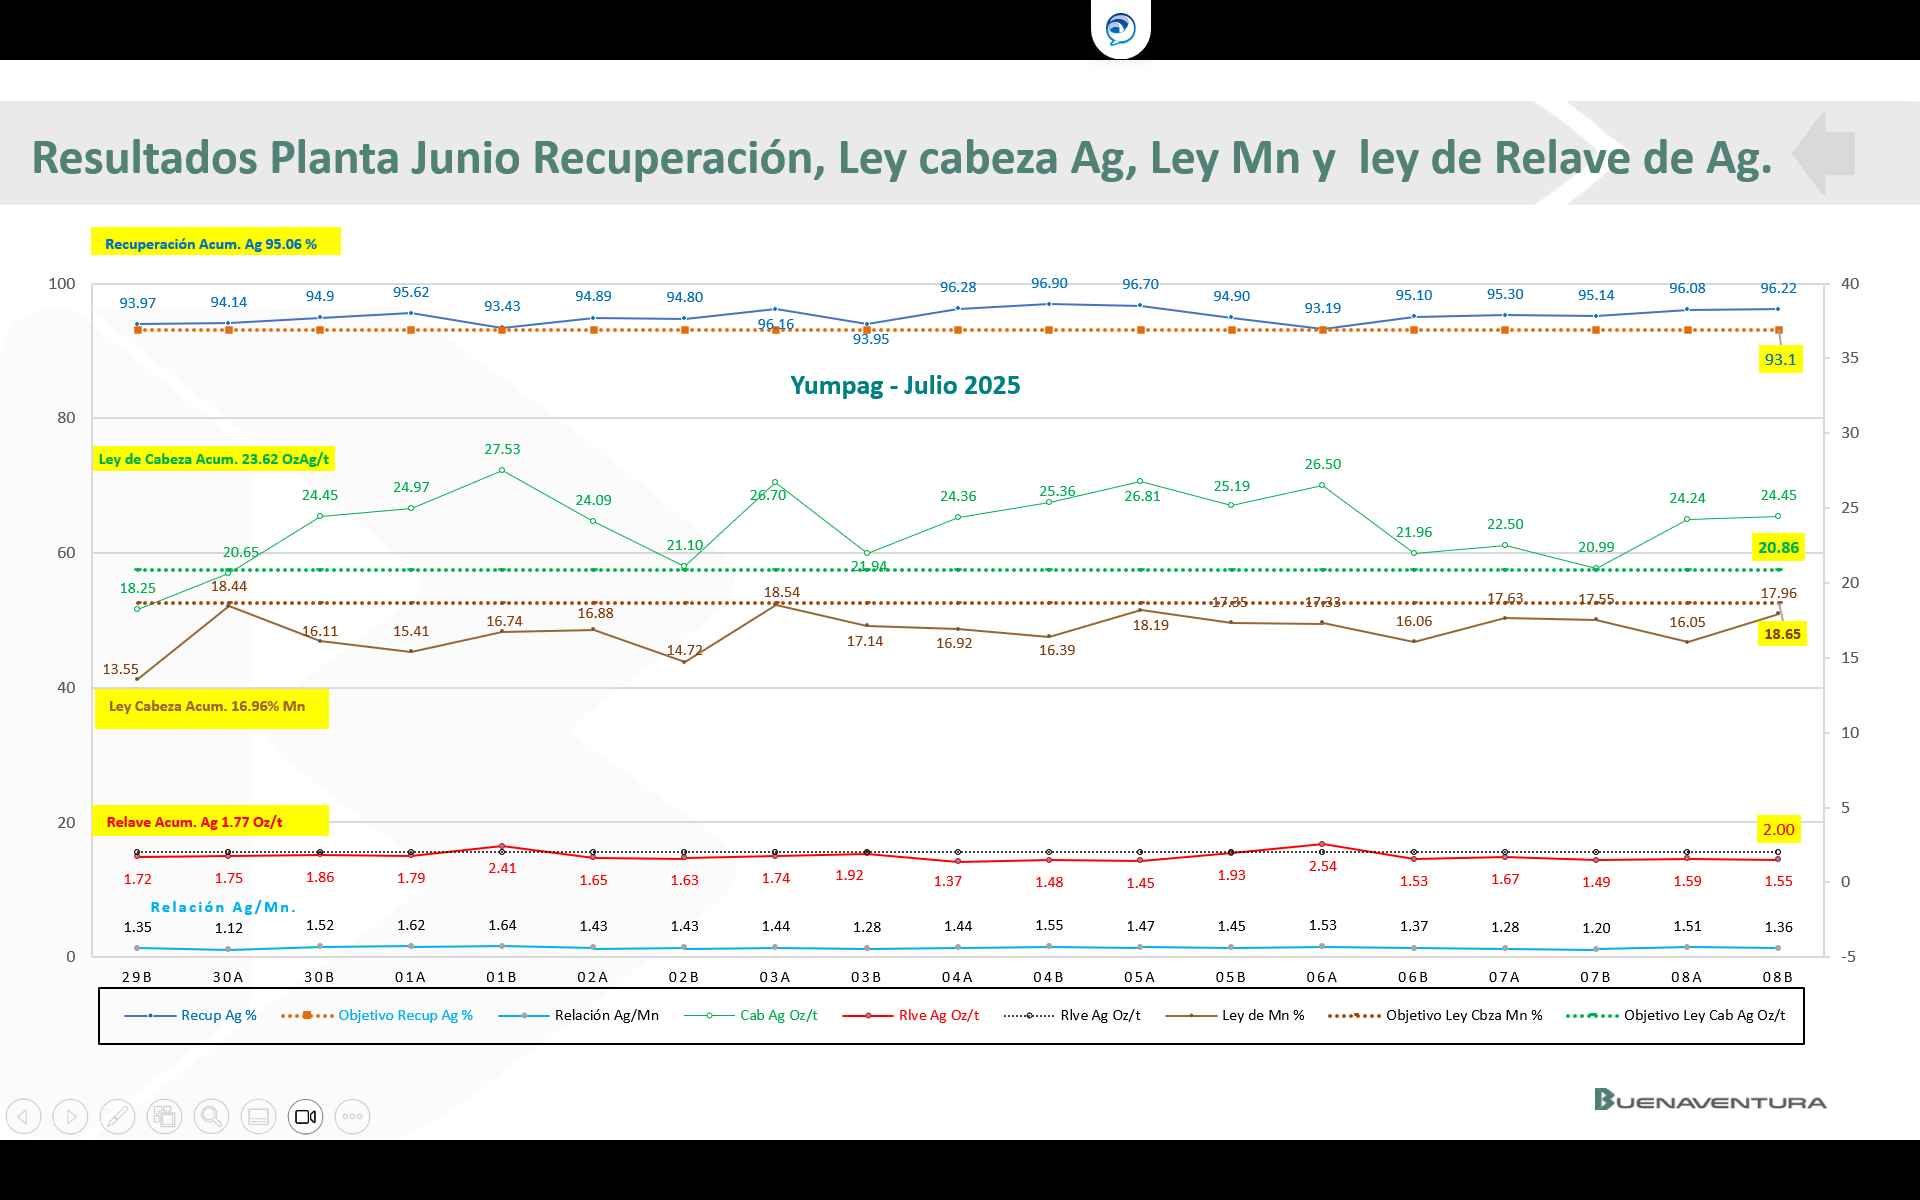 Resultados Planta Junio Recuperación, Ley cabeza Ag, Ley Mn y ley de Relave de Ag.
Recuperación Acum. Ag 95.06 %
100
40
93.97 94.14 94.9 95.62 93.43 94.89 94.80 96.16 93.95 96.28 96.90 96.70 94.90 93.19 95.10 95.30 95.14 96.08 96.22
93.1
35
Yumpag - Julio 2025
80
30
Ley de Cabeza Acum. 23.62 OzAg/t
18.25 20.65 24.45 24.97 27.53 24.09 21.10 26.70 21.94 24.36 25.36 26.81 25.19 26.50 21.96 22.50 20.99 24.24 24.45
25
60
20.86
20
13.55 18.44 16.11 15.41 16.74 16.88 14.72 18.54 17.14 16.92 16.39 18.19 17.35 17.33 16.06 17.63 17.55 16.05 17.96
18.65
15
40
Ley Cabeza Acum. 16.96% Mn
10
5
20
Relave Acum. Ag 1.77 Oz/t
2.00
1.72 1.75 1.86 1.79 2.41 1.65 1.63 1.74 1.92 1.37 1.48 1.45 1.93 2.54 1.53 1.67 1.49 1.59 1.55
0
Relación Ag/Mn.
1.35 1.12 1.52 1.62 1.64 1.43 1.43 1.44 1.28 1.44 1.55 1.47 1.45 1.53 1.37 1.28 1.20 1.51 1.36
0
-5
29B 30A 30B 01A 01B 02A 02B 03A 03B 04A 04B 05A 05B 06A 06B 07A 07B 08A 08B
Recup Ag % Objetivo Recup Ag % Relación Ag/Mn Cab Ag Oz/t Rlve Ag Oz/t Rlve Ag Oz/t Ley de Mn % Objetivo Ley Cbza Mn % Objetivo Ley Cab Ag Oz/t
BUENAVENTURA